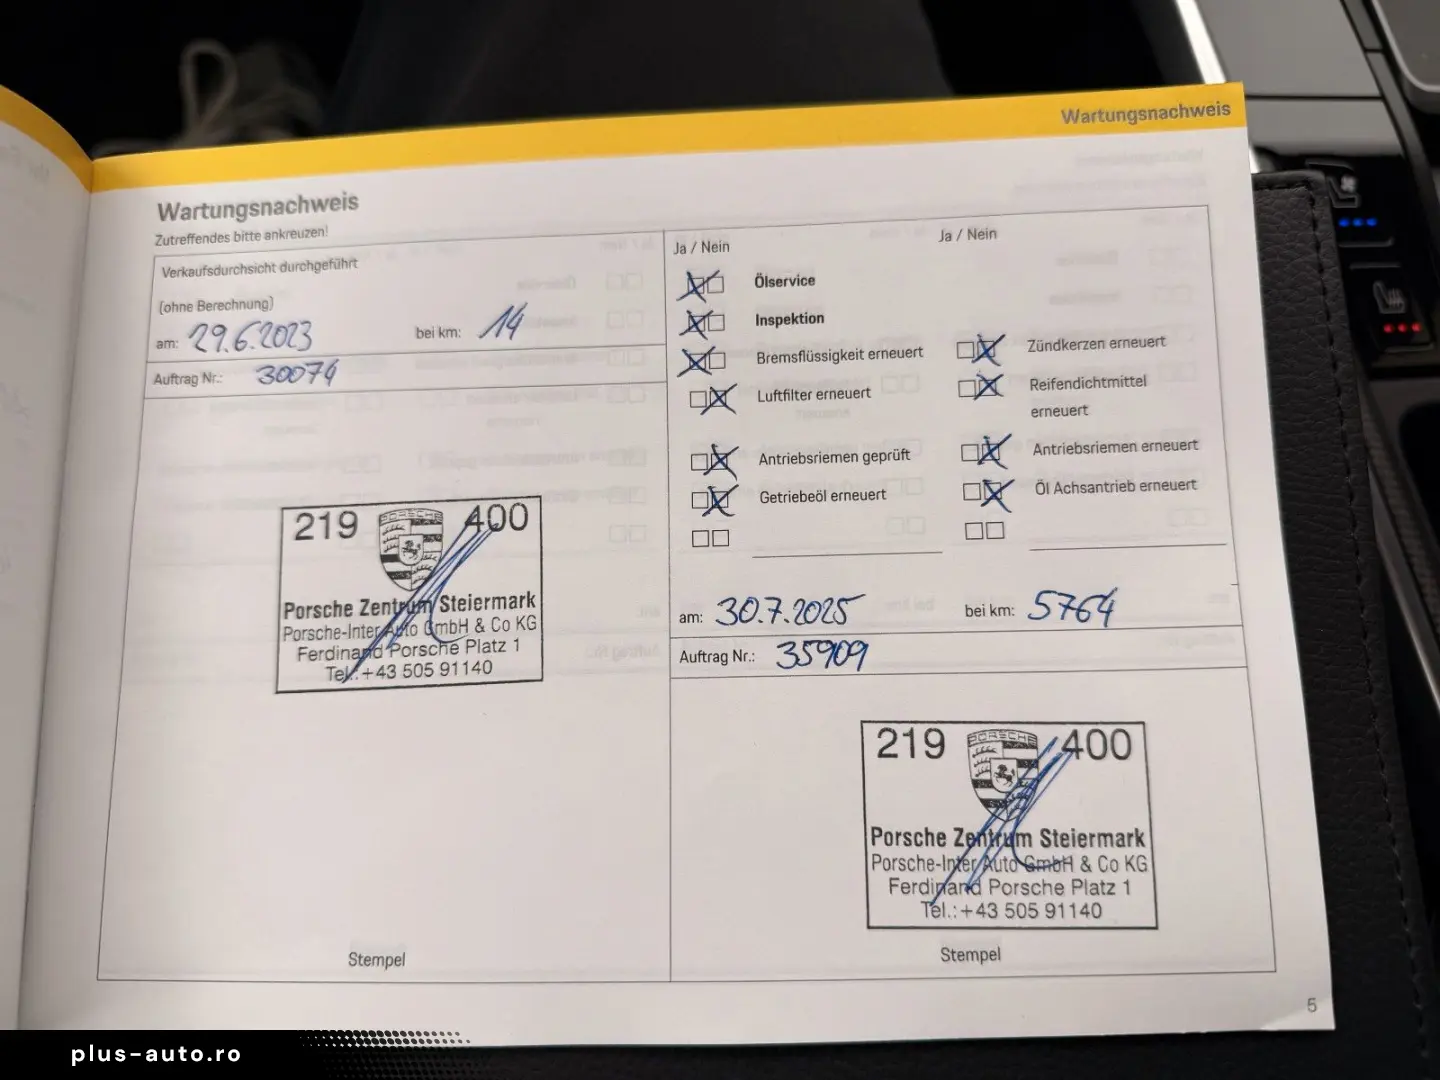 Wartungsnachweis
Wartungsnachweis
Zutreffendes bitte ankreuzen!
Verkaufsdurchsicht durchgeführt
(ohne Berechnung)
am: 29.6.2023 bei km: 14
Auftrag Nr.: 30074
219 PORSCHE 400
Porsche Zentrum Steiermark
Porsche-Inter Auto GmbH & Co KG
Ferdinand Porsche Platz 1
Tel.:+43 505 91140
Stempel
Ja / Nein Ja / Nein
Ölservice
Inspektion
Bremsflüssigkeit erneuert Zündkerzen erneuert
Luftfilter erneuert Reifendichtmittel
erneuert
Antriebsriemen geprüft Antriebsriemen erneuert
Getriebeöl erneuert Öl Achsantrieb erneuert
am: 30.7.2025 bei km: 5764
Auftrag Nr.: 35909
219 PORSCHE 400
Porsche Zentrum Steiermark
Porsche-Inter Auto GmbH & Co KG
Ferdinand Porsche Platz 1
Tel.:+43 505 91140
Stempel
5
plus-auto.ro